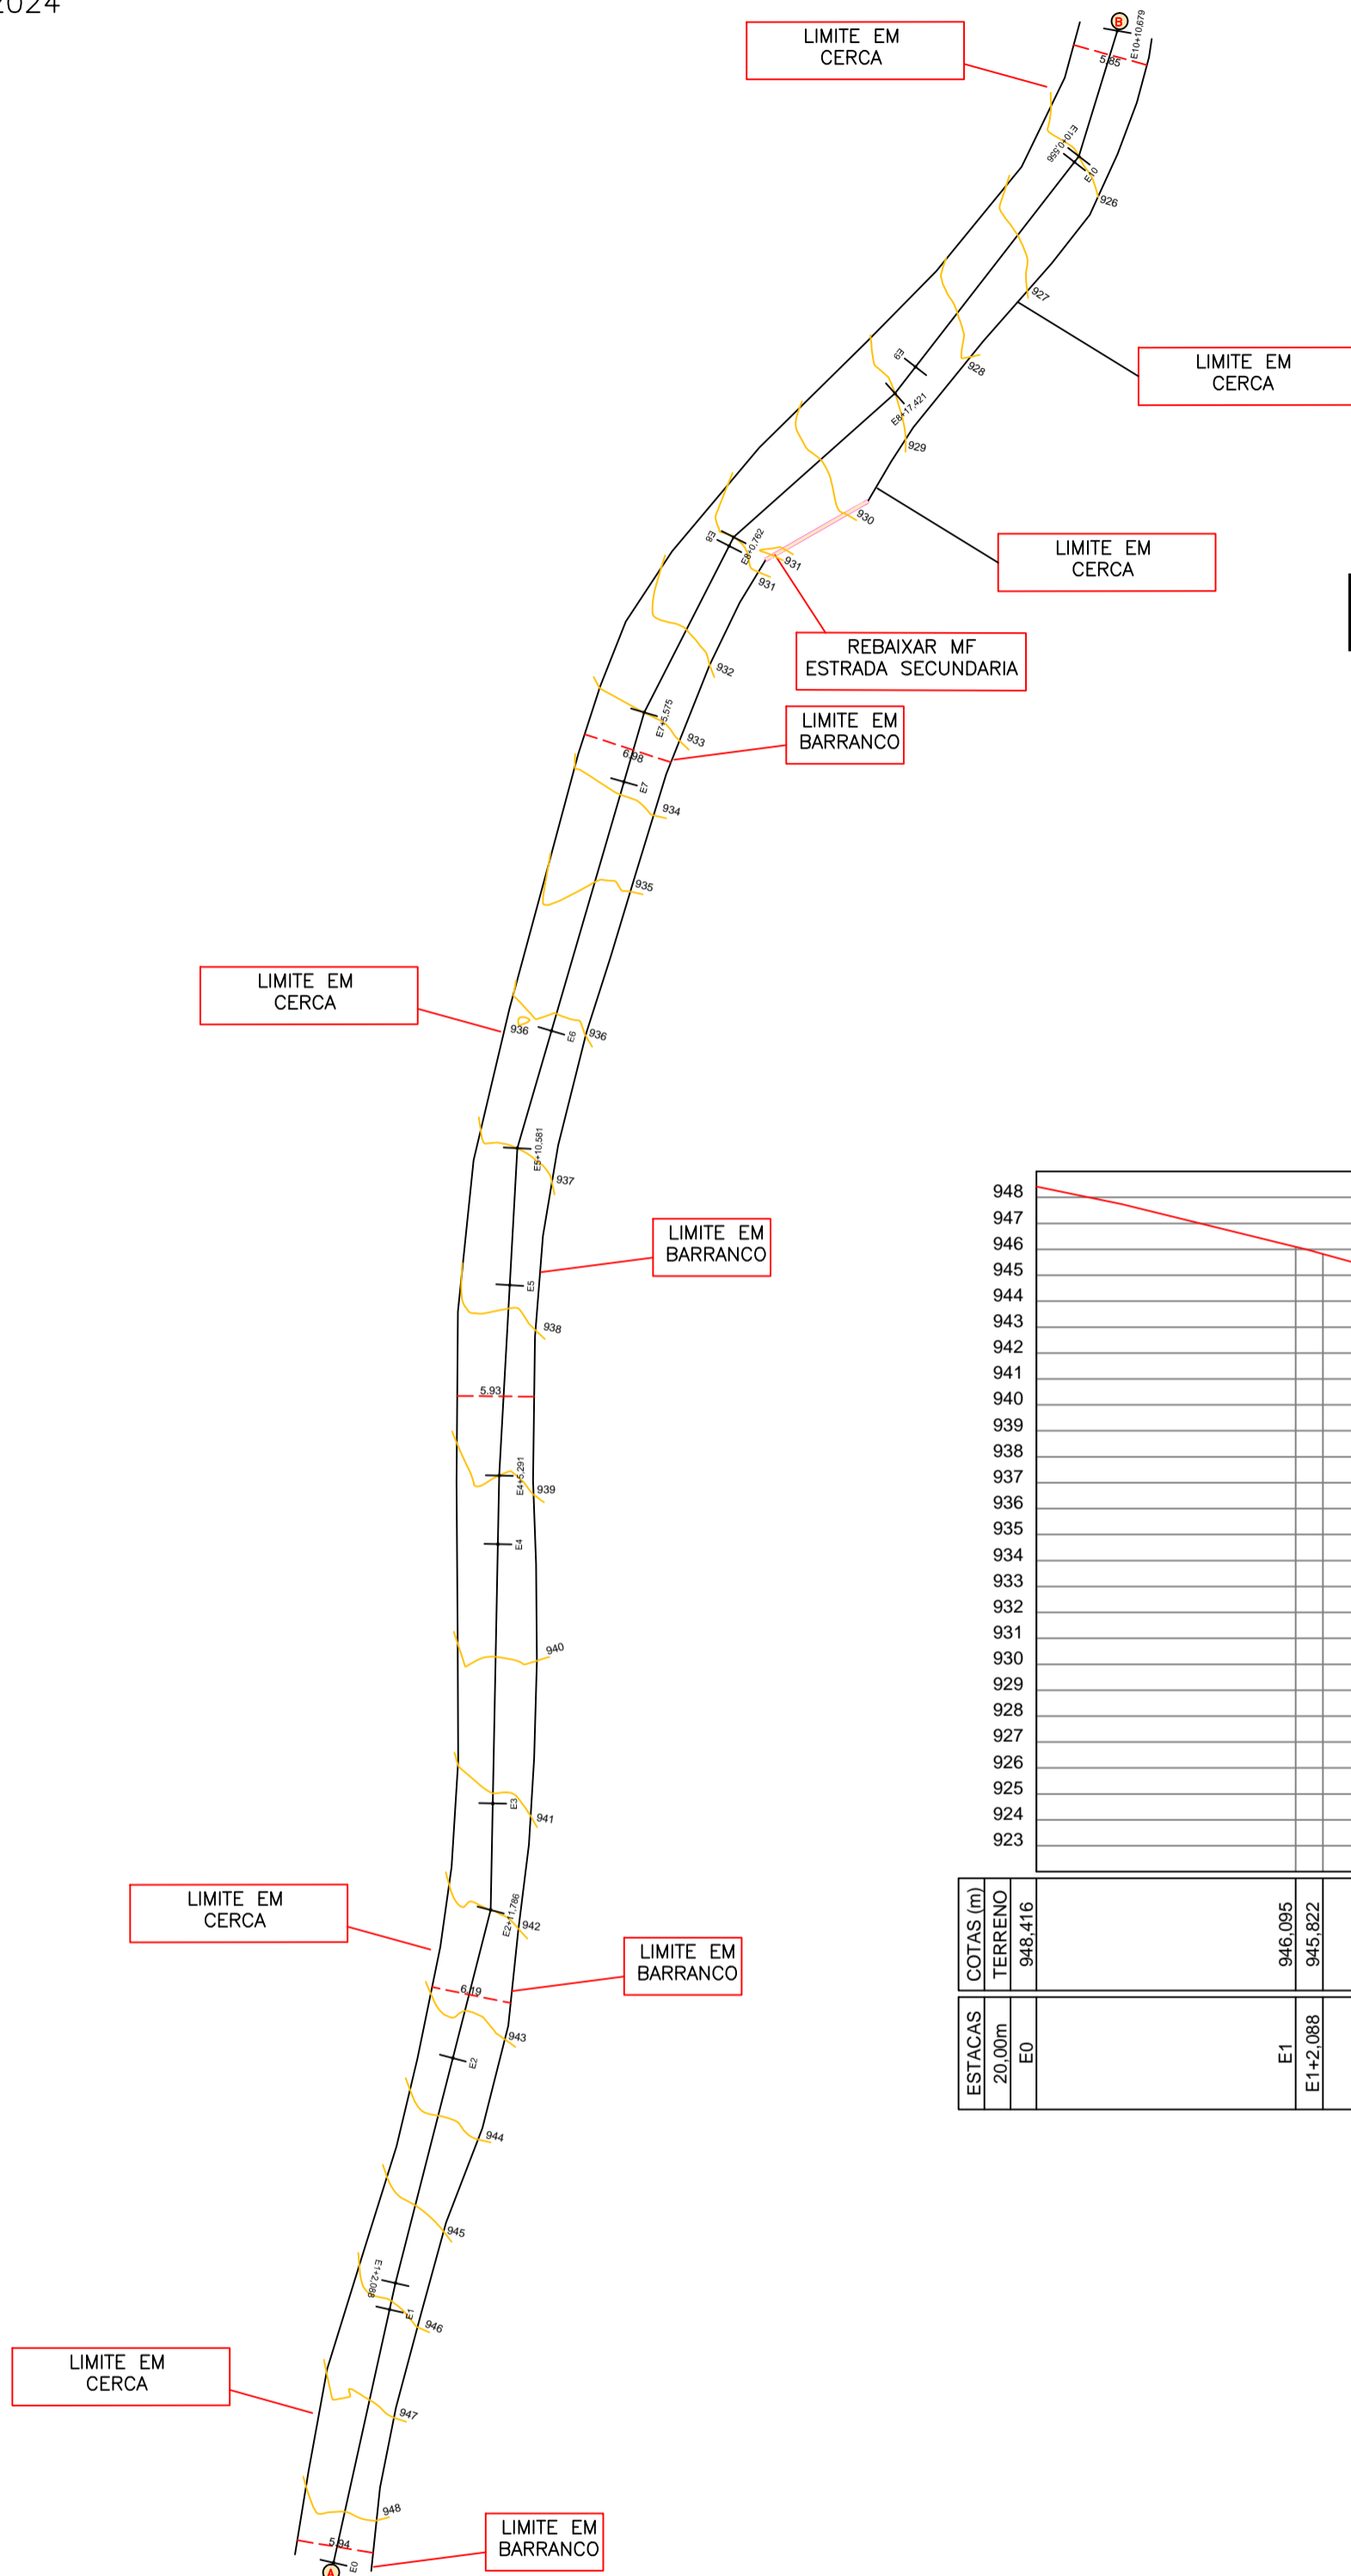 2024
B
E10+10,679
LIMITE EM
CERCA
5.85
E10+0,556
E10
926
927
LIMITE EM
CERCA
928
E9
E8+17,421
929
930
LIMITE EM
CERCA
E8+0,762
E8
931
931
REBAIXAR MF
ESTRADA SECUNDARIA
932
E7+5,575
933
LIMITE EM
BARRANCO
6.98
E7
934
935
LIMITE EM
CERCA
936
936
E6
E5+10,581
937
LIMITE EM
BARRANCO
E5
938
5.93
E4+5,291
939
E4
940
E3
941
E2+11,786
942
LIMITE EM
CERCA
LIMITE EM
BARRANCO
6.19
943
E2
944
945
E1+2,088
E1
946
LIMITE EM
CERCA
947
948
LIMITE EM
BARRANCO
5.94
E0
A
948
947
946
945
944
943
942
941
940
939
938
937
936
935
934
933
932
931
930
929
928
927
926
925
924
923
COTAS (m)
TERRENO
948,416
946,095
945,822
ESTACAS
20,00m
E0
E1
E1+2,088